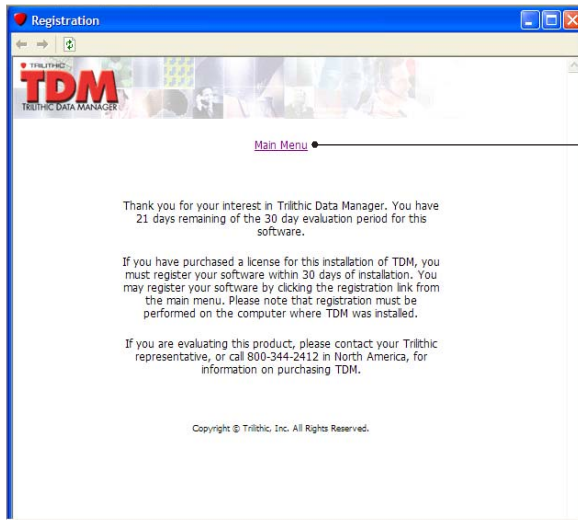 Registration
TRILITHIC
TDM
TRILITHIC DATA MANAGER
Main Menu
Thank you for your interest in Trilithic Data Manager. You have
21 days remaining of the 30 day evaluation period for this
software.
If you have purchased a license for this installation of TDM, you
must register your software within 30 days of installation. You
may register your software by clicking the registration link from
the main menu. Please note that registration must be
performed on the computer where TDM was installed.
If you are evaluating this product, please contact your Trilithic
representative, or call 800-344-2412 in North America, for
information on purchasing TDM.
Copyright © Trilithic, Inc. All Rights Reserved.